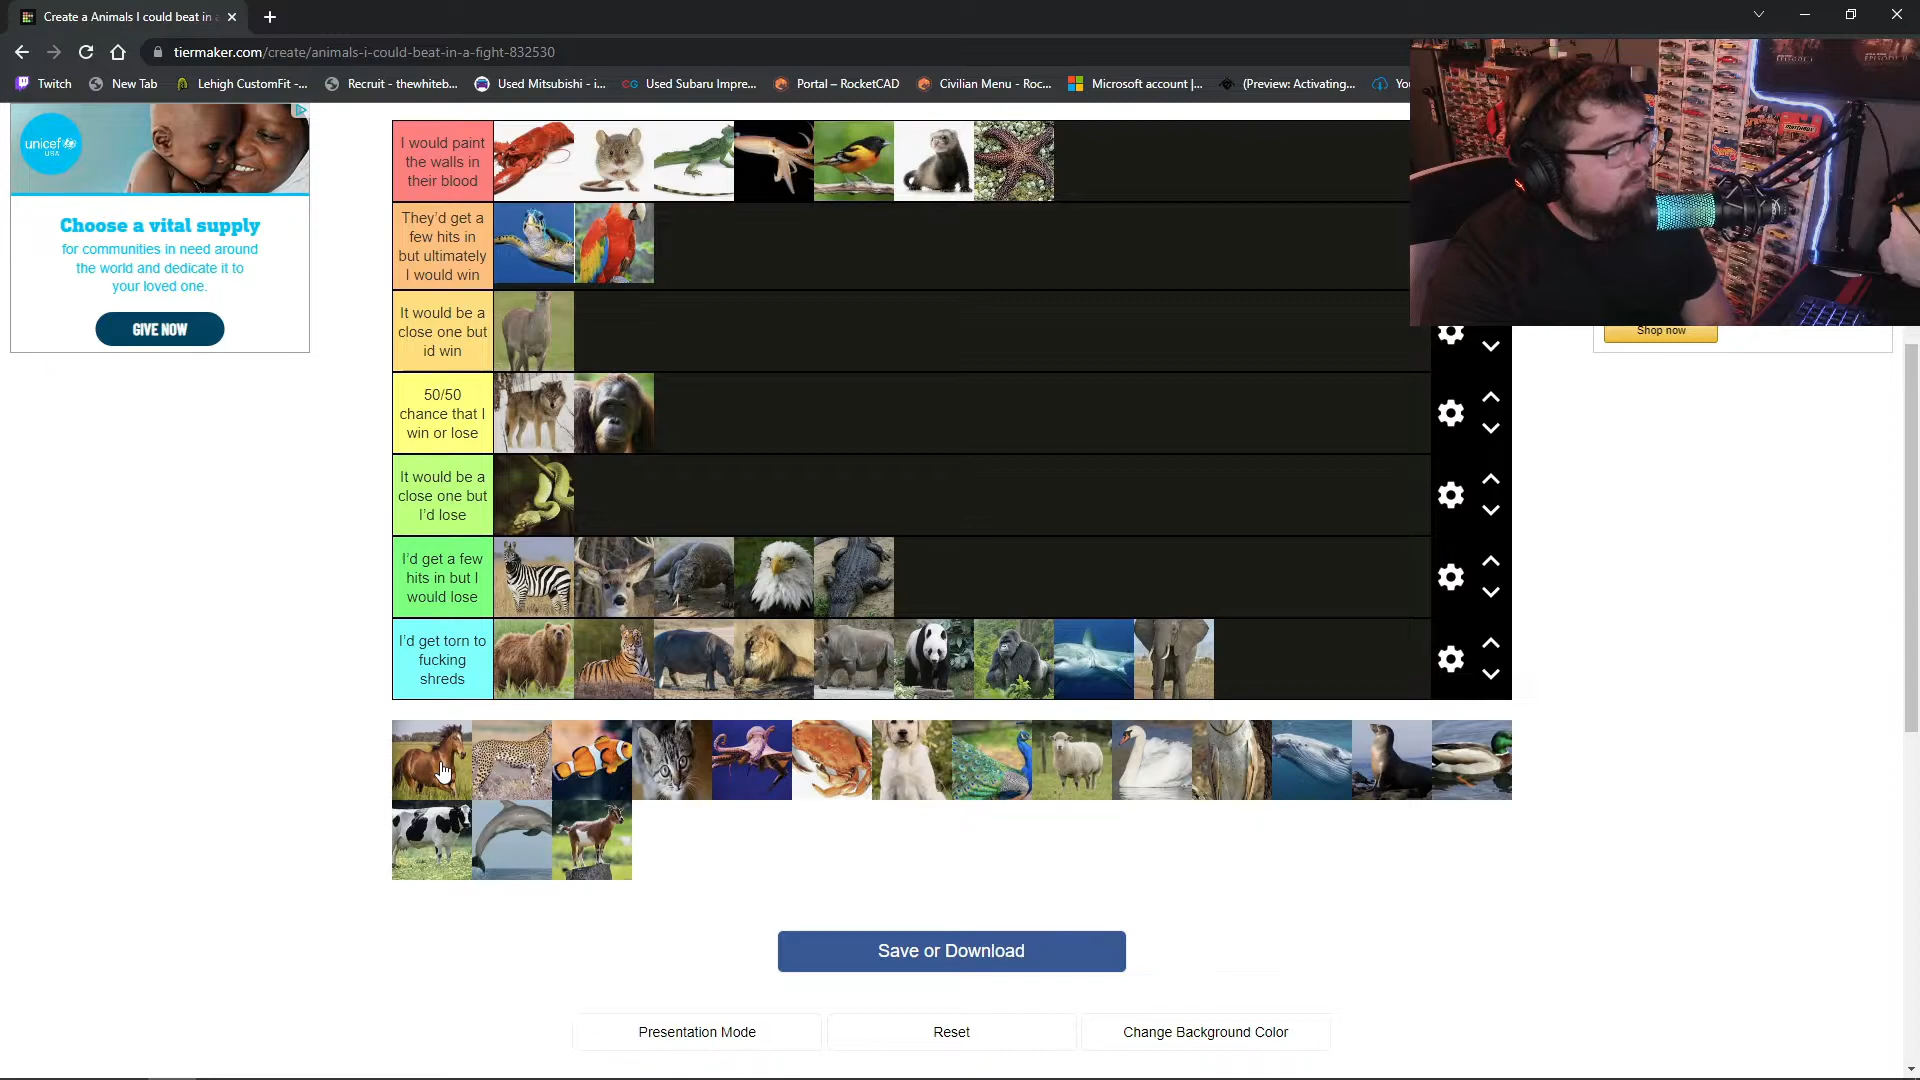 Create a Animals I could beat in a
tiermaker.com/create/animals-i-could-beat-in-a-fight-832530
Twitch
New Tab
Lehigh CustomFit -...
Recruit - thewhiteb...
Used Mitsubishi - i...
CG
Used Subaru Impre...
Portal – RocketCAD
Civilian Menu - Roc...
Microsoft account |...
(Preview: Activating...
You
unicef
USA
Choose a vital supply
for communities in need around
the world and dedicate it to
your loved one.
GIVE NOW
I would paint
the walls in
their blood
They'd get a
few hits in
but ultimately
I would win
It would be a
close one but
id win
50/50
chance that I
win or lose
It would be a
close one but
I'd lose
I'd get a few
hits in but I
would lose
I'd get torn to
fucking
shreds
MATCHBOX
Shop now
Save or Download
Presentation Mode
Reset
Change Background Color